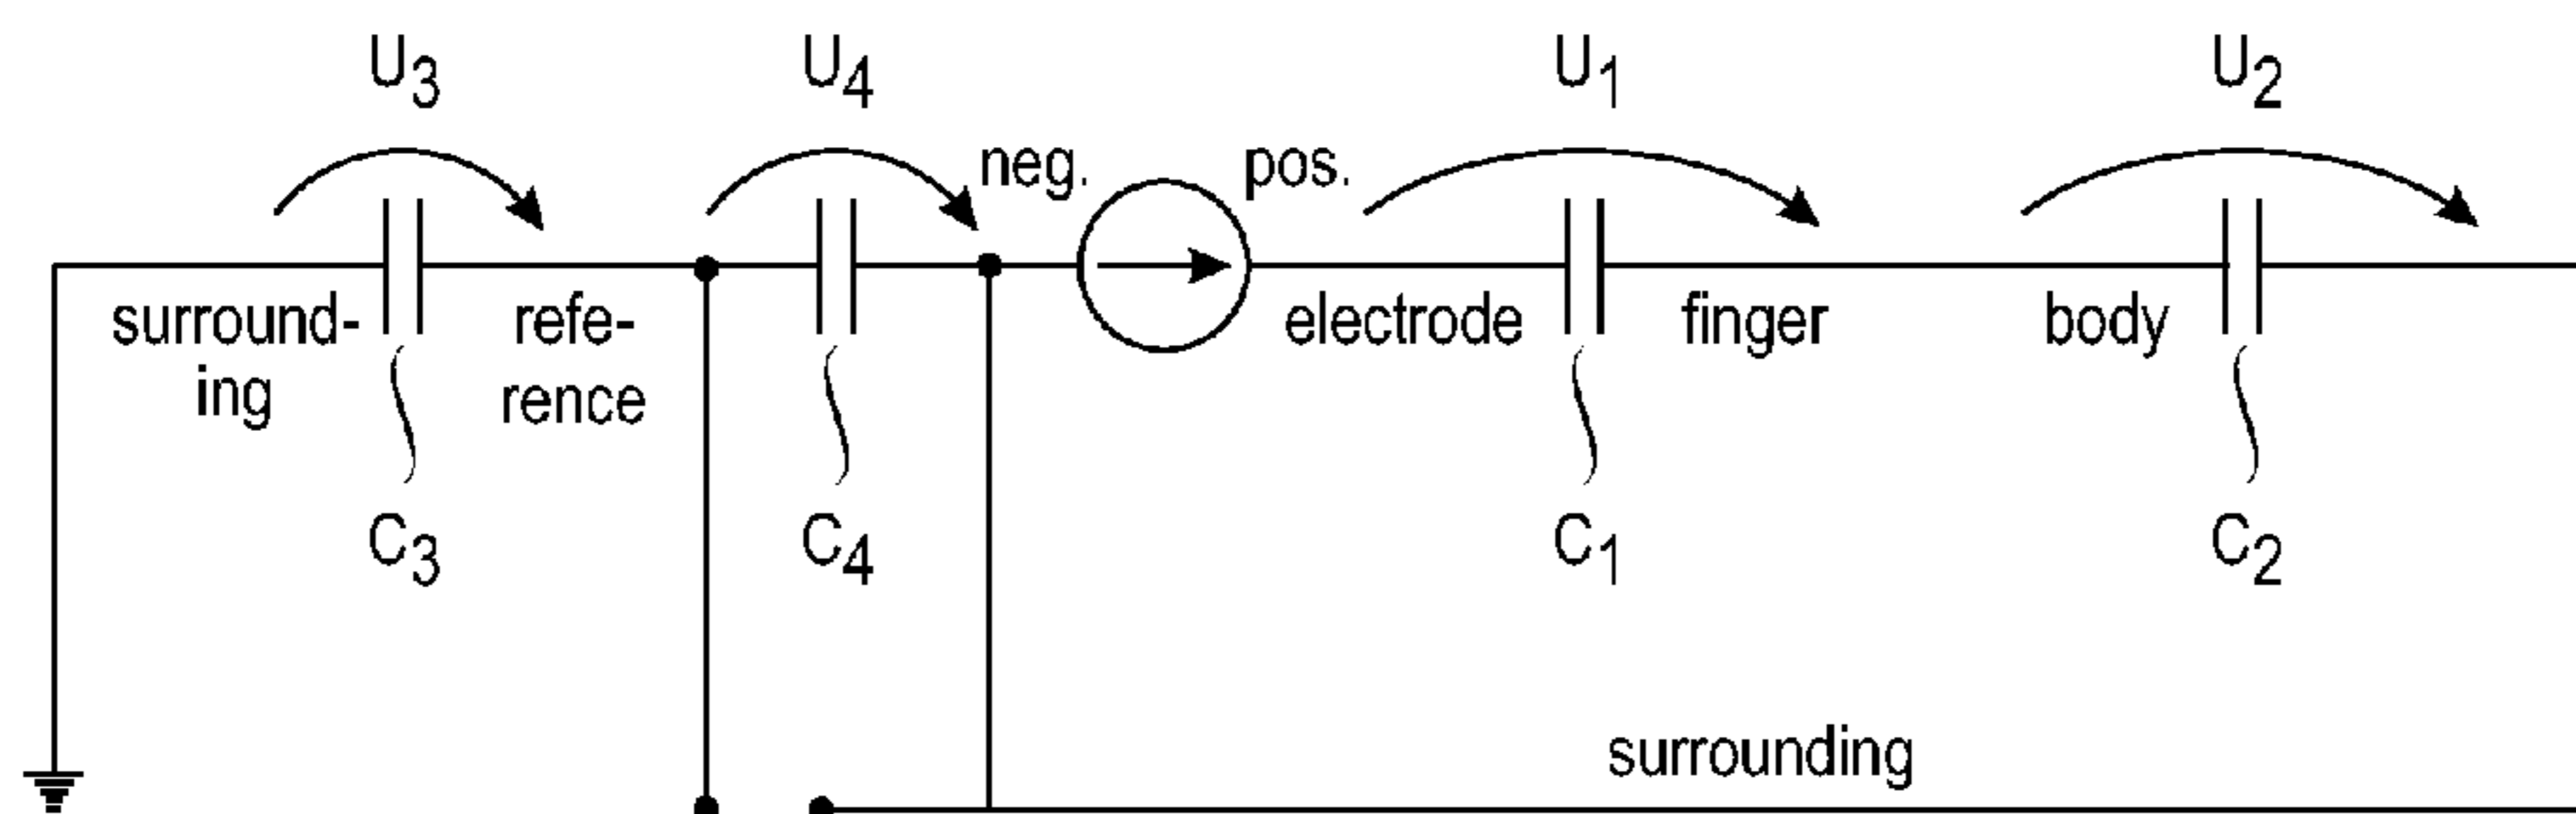 U3 U4 U1 U2
neg. pos.
surround-
ing
refe-
rence
electrode finger body
C3 C4 C1 C2
surrounding